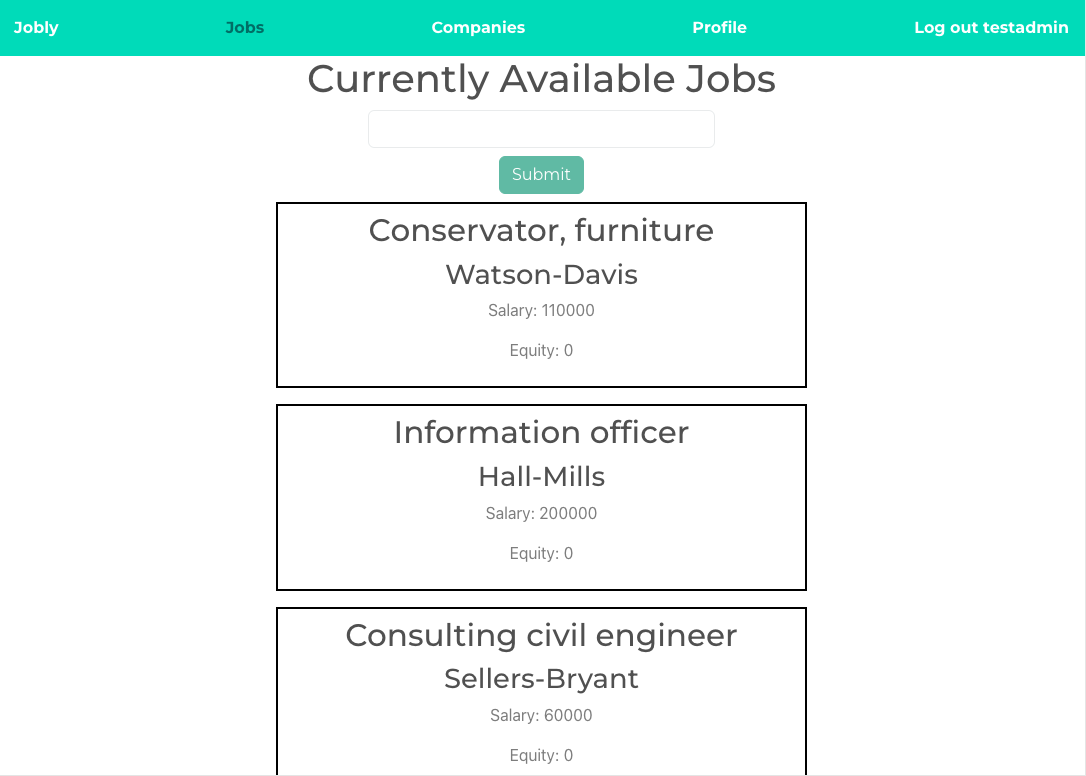 Jobly Jobs Companies Profile Log out testadmin
Currently Available Jobs
Submit
Conservator, furniture
Watson-Davis
Salary: 110000
Equity: 0
Information officer
Hall-Mills
Salary: 200000
Equity: 0
Consulting civil engineer
Sellers-Bryant
Salary: 60000
Equity: 0